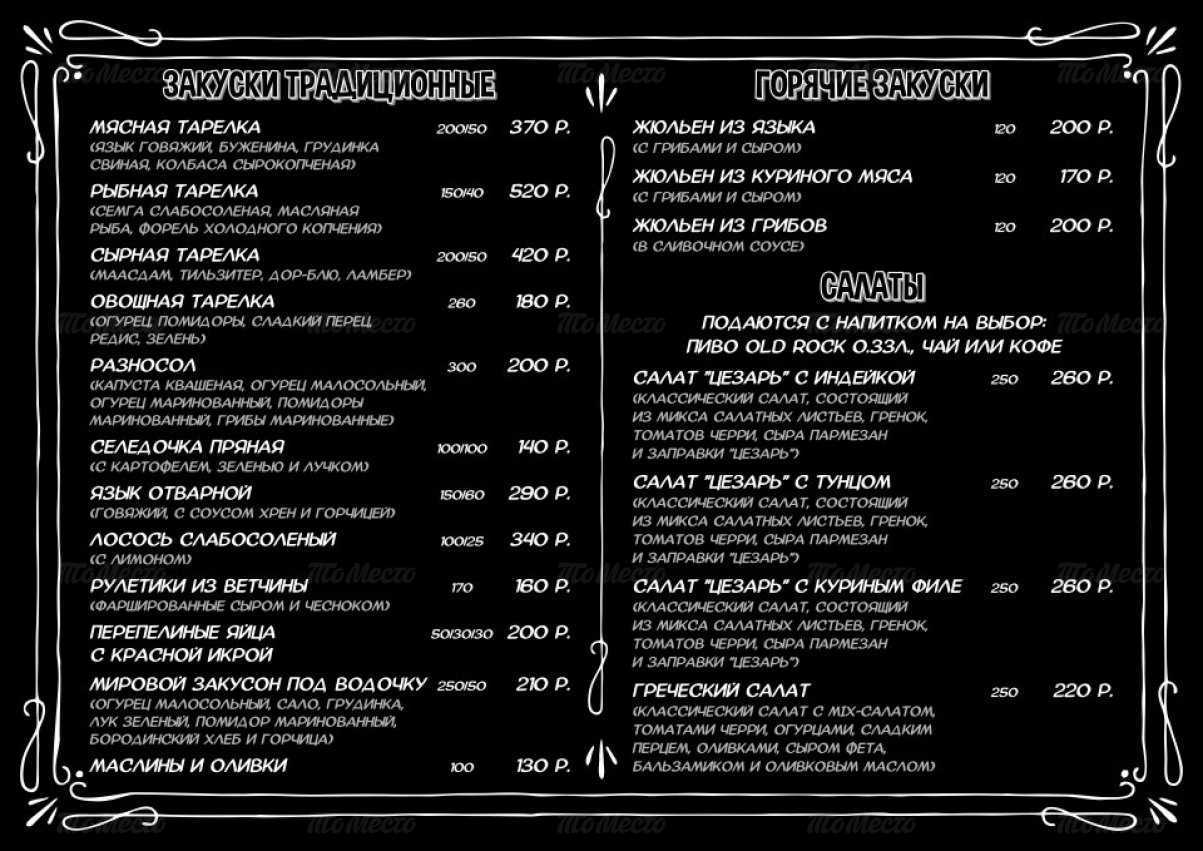 ЗАКУСКИ ТРАДИЦИОННЫЕ
МЯСНАЯ ТАРЕЛКА 200/50 370 Р.
(ЯЗЫК ГОВЯЖИЙ, БУЖЕНИНА, ГРУДИНКА
СВИНАЯ, КОЛБАСА СЫРОКОПЧЕНАЯ)
РЫБНАЯ ТАРЕЛКА 150/40 520 Р.
(СЕМГА СЛАБОСОЛЕНАЯ, МАСЛЯНАЯ
РЫБА, ФОРЕЛЬ ХОЛОДНОГО КОПЧЕНИЯ)
СЫРНАЯ ТАРЕЛКА 200/50 420 Р.
(МААСДАМ, ТИЛЬЗИТЕР, ДОР-БЛЮ, ЛАМБЕР)
ОВОЩНАЯ ТАРЕЛКА 260 180 Р.
(ОГУРЕЦ, ПОМИДОРЫ, СЛАДКИЙ ПЕРЕЦ,
РЕДИС, ЗЕЛЕНЬ)
РАЗНОСОЛ 300 200 Р.
(КАПУСТА КВАШЕНАЯ, ОГУРЕЦ МАЛОСОЛЬНЫЙ,
ОГУРЕЦ МАРИНОВАННЫЙ, ПОМИДОРЫ
МАРИНОВАННЫЙ, ГРИБЫ МАРИНОВАННЫЕ)
СЕЛЕДОЧКА ПРЯНАЯ 100/100 140 Р.
(С КАРТОФЕЛЕМ, ЗЕЛЕНЬЮ И ЛУЧКОМ)
ЯЗЫК ОТВАРНОЙ 150/60 290 Р.
(ГОВЯЖИЙ, С СОУСОМ ХРЕН И ГОРЧИЦЕЙ)
ЛОСОСЬ СЛАБОСОЛЕНЫЙ 100/25 340 Р.
(С ЛИМОНОМ)
РУЛЕТИКИ ИЗ ВЕТЧИНЫ 170 160 Р.
(ФАРШИРОВАННЫЕ СЫРОМ И ЧЕСНОКОМ)
ПЕРЕПЕЛИНЫЕ ЯЙЦА 50/30/30 200 Р.
С КРАСНОЙ ИКРОЙ
МИРОВОЙ ЗАКУСОН ПОД ВОДОЧКУ 250/50 210 Р.
(ОГУРЕЦ МАЛОСОЛЬНЫЙ, САЛО, ГРУДИНКА,
ЛУК ЗЕЛЕНЫЙ, ПОМИДОР МАРИНОВАННЫЙ,
БОРОДИНСКИЙ ХЛЕБ И ГОРЧИЦА)
МАСЛИНЫ И ОЛИВКИ 100 130 Р.
ГОРЯЧИЕ ЗАКУСКИ
ЖЮЛЬЕН ИЗ ЯЗЫКА 120 200 Р.
(С ГРИБАМИ И СЫРОМ)
ЖЮЛЬЕН ИЗ КУРИНОГО МЯСА 120 170 Р.
(С ГРИБАМИ И СЫРОМ)
ЖЮЛЬЕН ИЗ ГРИБОВ 120 200 Р.
(В СЛИВОЧНОМ СОУСЕ)
САЛАТЫ
ПОДАЮТСЯ С НАПИТКОМ НА ВЫБОР:
ПИВО OLD ROCK 0.33Л., ЧАЙ ИЛИ КОФЕ
САЛАТ "ЦЕЗАРЬ" С ИНДЕЙКОЙ 250 260 Р.
(КЛАССИЧЕСКИЙ САЛАТ, СОСТОЯЩИЙ
ИЗ МИКСА САЛАТНЫХ ЛИСТЬЕВ, ГРЕНОК,
ТОМАТОВ ЧЕРРИ, СЫРА ПАРМЕЗАН
И ЗАПРАВКИ "ЦЕЗАРЬ")
САЛАТ "ЦЕЗАРЬ" С ТУНЦОМ 250 260 Р.
(КЛАССИЧЕСКИЙ САЛАТ, СОСТОЯЩИЙ
ИЗ МИКСА САЛАТНЫХ ЛИСТЬЕВ, ГРЕНОК,
ТОМАТОВ ЧЕРРИ, СЫРА ПАРМЕЗАН
И ЗАПРАВКИ "ЦЕЗАРЬ")
САЛАТ "ЦЕЗАРЬ" С КУРИНЫМ ФИЛЕ 250 260 Р.
(КЛАССИЧЕСКИЙ САЛАТ, СОСТОЯЩИЙ
ИЗ МИКСА САЛАТНЫХ ЛИСТЬЕВ, ГРЕНОК,
ТОМАТОВ ЧЕРРИ, СЫРА ПАРМЕЗАН
И ЗАПРАВКИ "ЦЕЗАРЬ")
ГРЕЧЕСКИЙ САЛАТ 250 220 Р.
(КЛАССИЧЕСКИЙ САЛАТ С MIX-САЛАТОМ,
ТОМАТАМИ ЧЕРРИ, ОГУРЦАМИ, СЛАДКИМ
ПЕРЦЕМ, ОЛИВКАМИ, СЫРОМ ФЕТА,
БАЛЬЗАМИКОМ И ОЛИВКОВЫМ МАСЛОМ)